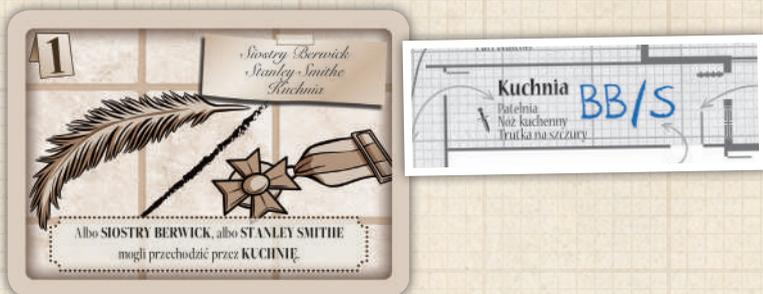 1
Siostry Berwick
Stanley Smithe
Kuchnia
Albo SIOSTRY BERWICK, albo STANLEY SMITHE
mogli przechodzić przez KUCHNIĘ.
Kuchnia
Patelnia
Nóż kuchenny
Trutka na szczury
BB/S